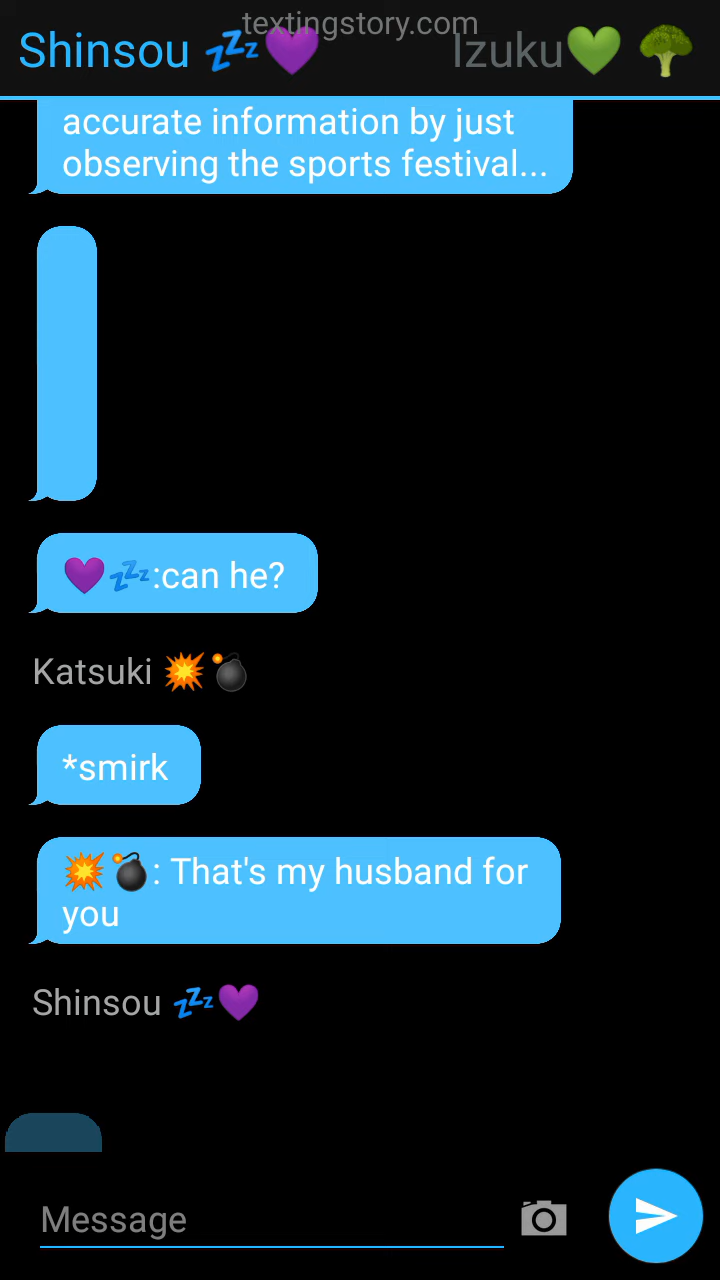 textingstory.com
Shinsou 💤💜 Izuku💚 🥦
accurate information by just
observing the sports festival...
💜💤:can he?
Katsuki 💥💣
*smirk
💥💣: That's my husband for
you
Shinsou 💤💜
Message